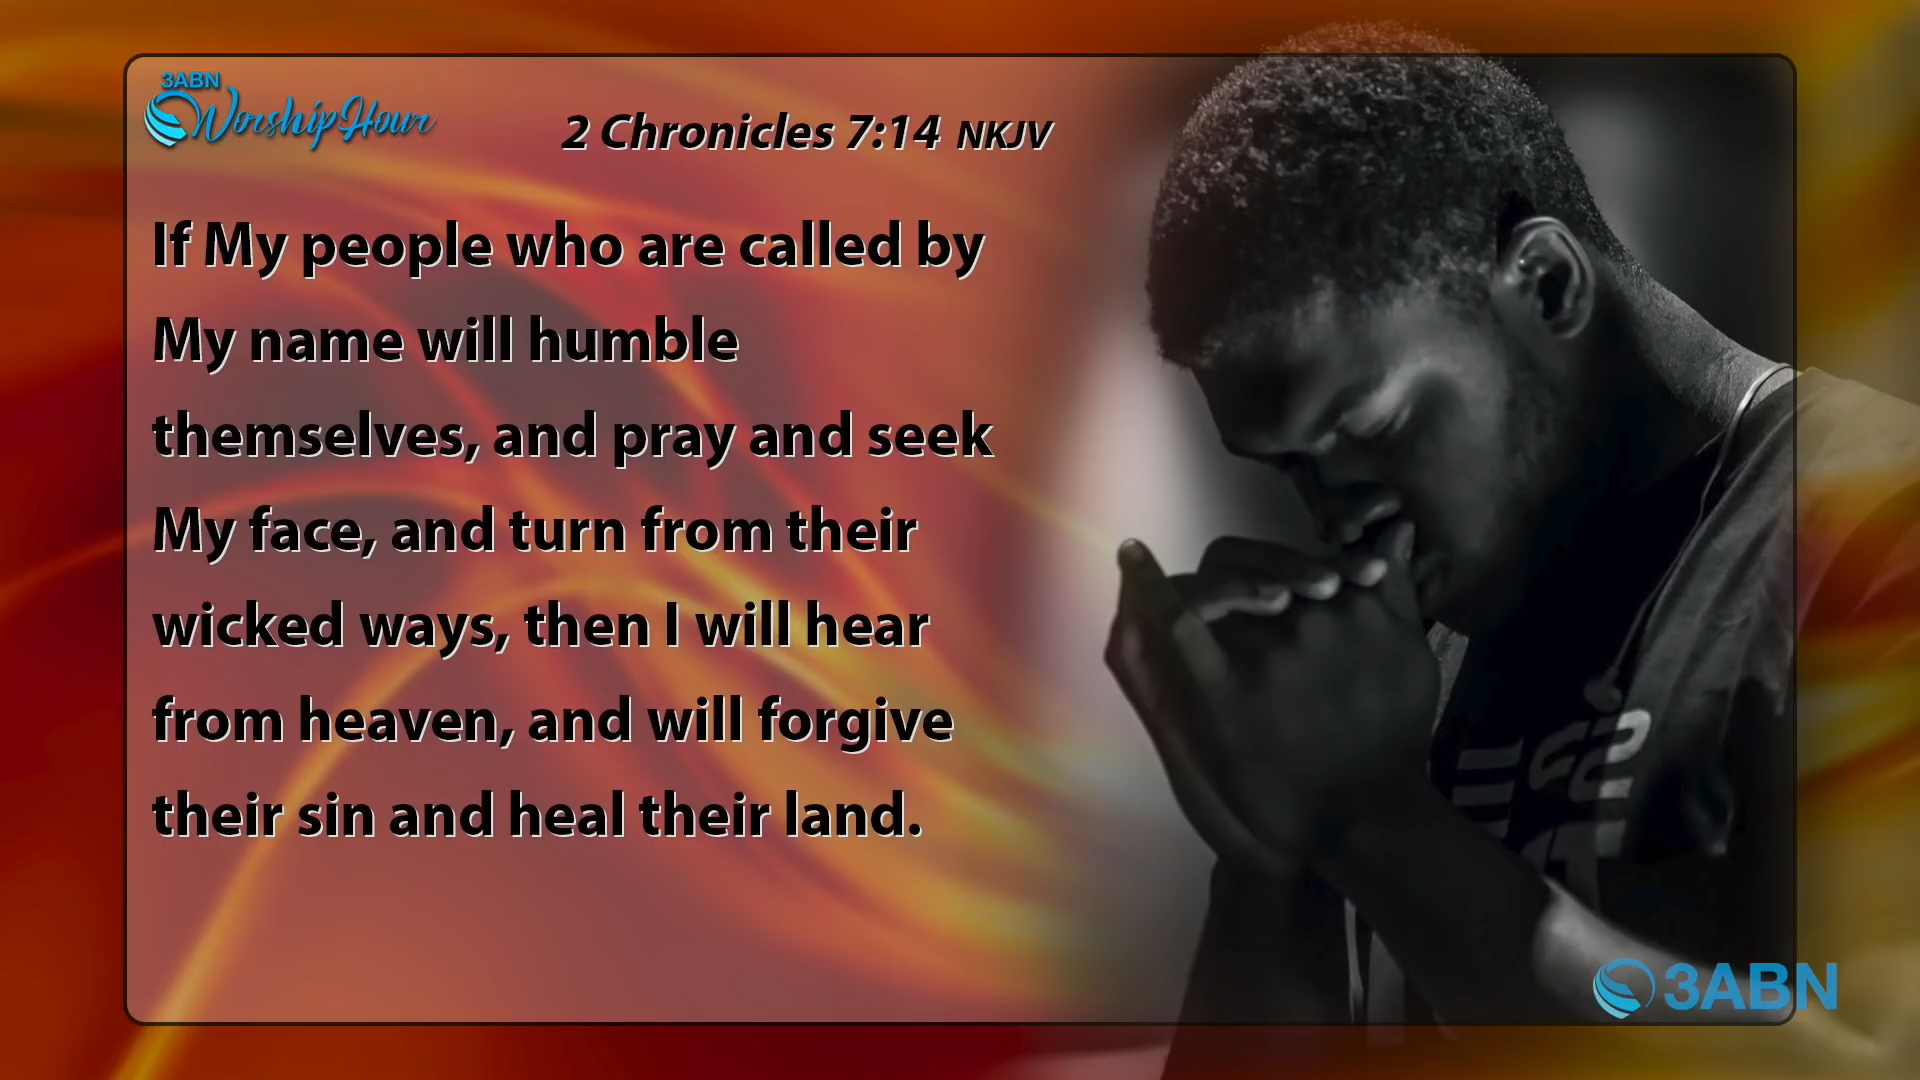 3ABN
Worship Hour
2 Chronicles 7:14 NKJV
If My people who are called by
My name will humble
themselves, and pray and seek
My face, and turn from their
wicked ways, then I will hear
from heaven, and will forgive
their sin and heal their land.
3ABN